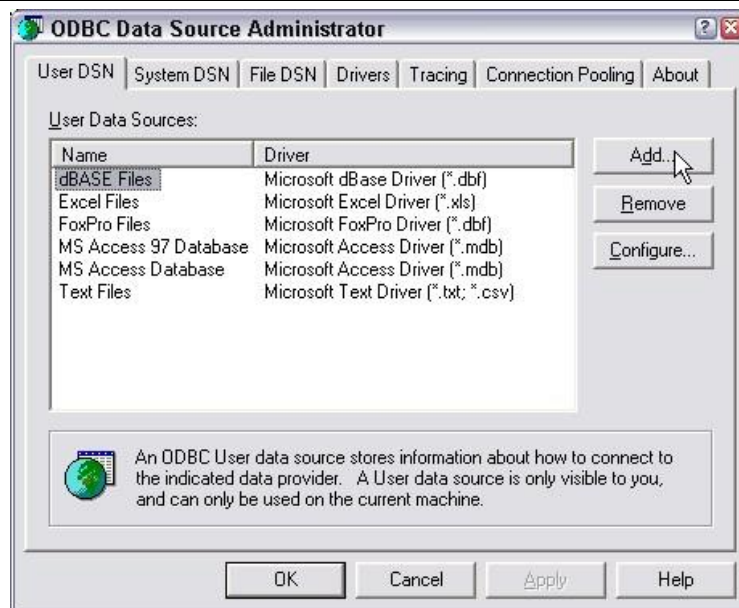 ODBC Data Source Administrator
User DSN System DSN File DSN Drivers Tracing Connection Pooling About
User Data Sources:
Name Driver
dBASE Files Microsoft dBase Driver (*.dbf)
Excel Files Microsoft Excel Driver (*.xls)
FoxPro Files Microsoft FoxPro Driver (*.dbf)
MS Access 97 Database Microsoft Access Driver (*.mdb)
MS Access Database Microsoft Access Driver (*.mdb)
Text Files Microsoft Text Driver (*.txt; *.csv)
Add...
Remove
Configure...
An ODBC User data source stores information about how to connect to
the indicated data provider. A User data source is only visible to you,
and can only be used on the current machine.
OK Cancel Apply Help